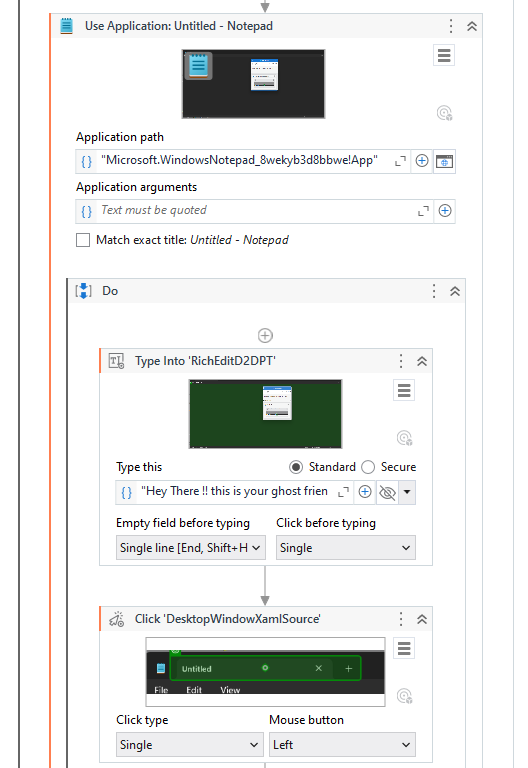 Use Application: Untitled - Notepad
Application path
"Microsoft.WindowsNotepad_8wekyb3d8bbwe!App"
Application arguments
Text must be quoted
Match exact title: Untitled - Notepad
Do
Type Into 'RichEditD2DPT'
Type this
Standard
Secure
"Hey There !! this is your ghost frien
Empty field before typing
Click before typing
Single line [End, Shift+H
Single
Click 'DesktopWindowXamlSource'
Untitled
File Edit View
Click type
Mouse button
Single
Left